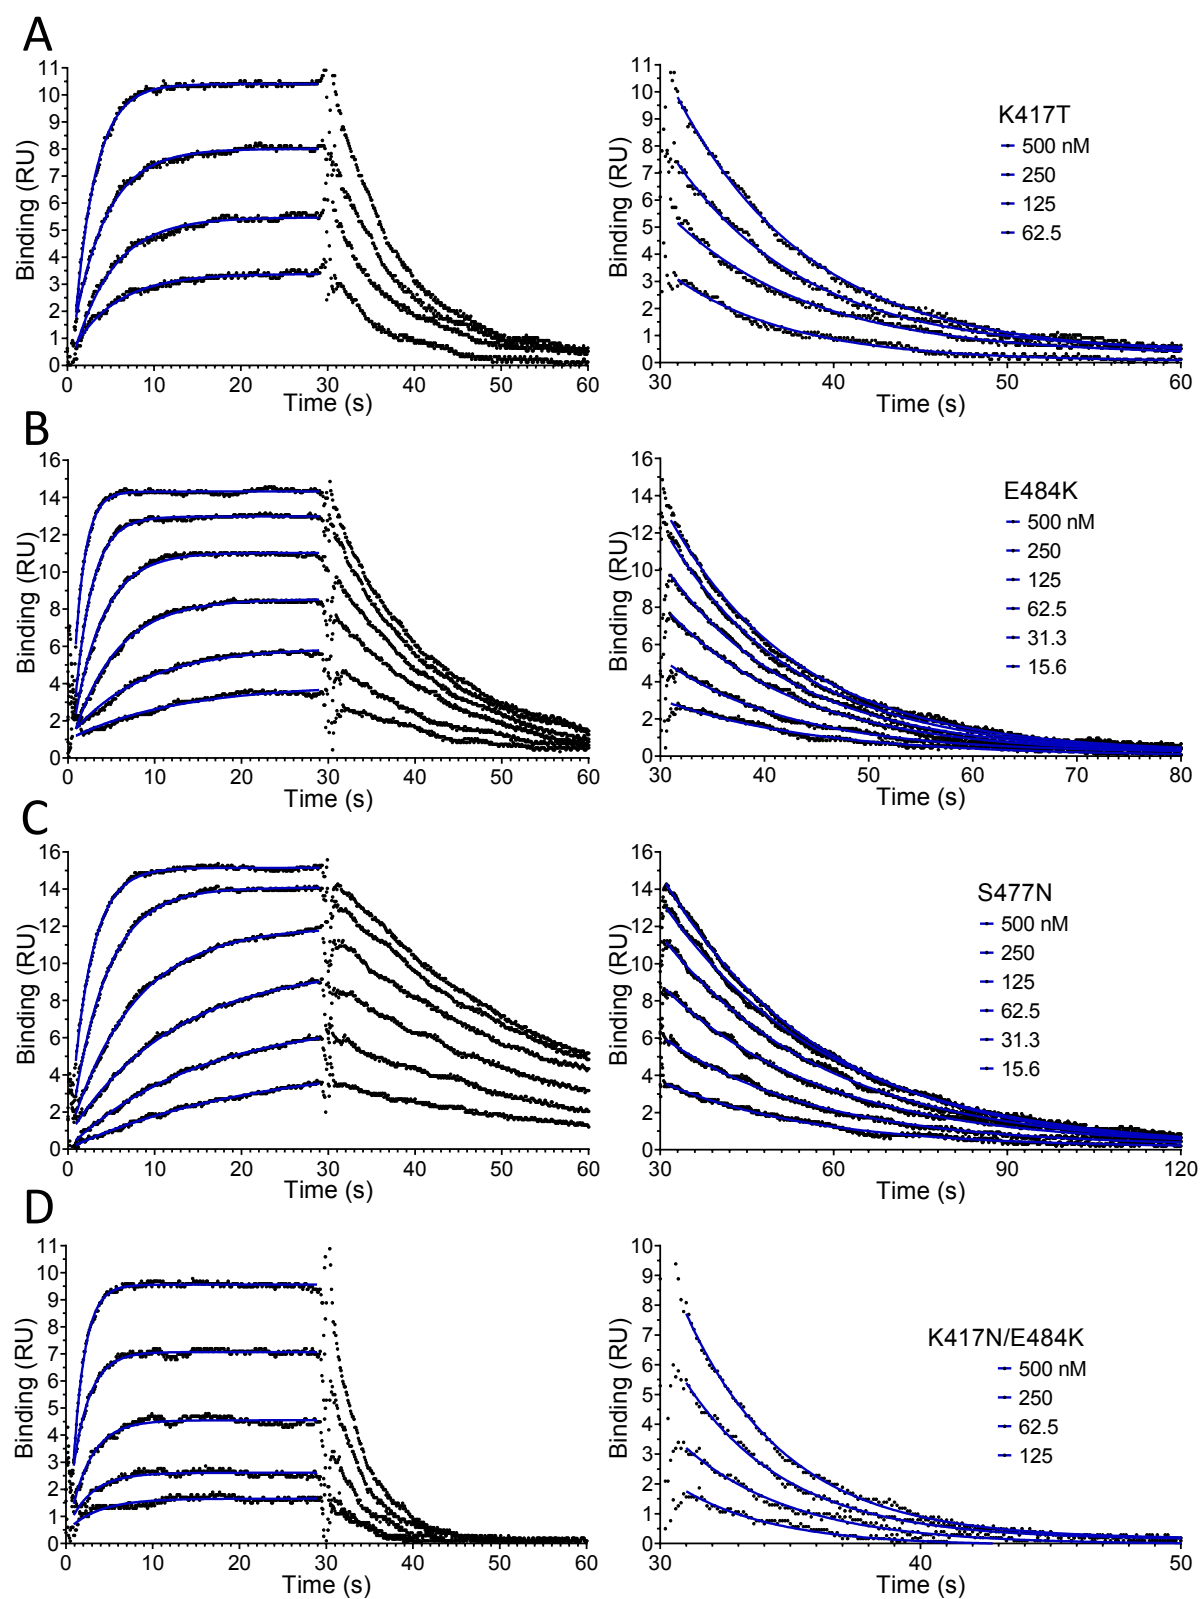 A
11
10
9
8
7
6
5
4
3
2
1
0
Binding (RU)
0 10 20 30 40 50 60
Time (s)
11
10
9
8
7
6
5
4
3
2
1
0
Binding (RU)
30 40 50 60
Time (s)
K417T
500 nM
250
125
62.5
B
16
14
12
10
8
6
4
2
0
Binding (RU)
0 10 20 30 40 50 60
Time (s)
16
14
12
10
8
6
4
2
0
Binding (RU)
30 40 50 60 70 80
Time (s)
E484K
500 nM
250
125
62.5
31.3
15.6
C
16
14
12
10
8
6
4
2
0
Binding (RU)
0 10 20 30 40 50 60
Time (s)
16
14
12
10
8
6
4
2
0
Binding (RU)
30 60 90 120
Time (s)
S477N
500 nM
250
125
62.5
31.3
15.6
D
11
10
9
8
7
6
5
4
3
2
1
0
Binding (RU)
0 10 20 30 40 50 60
Time (s)
10
9
8
7
6
5
4
3
2
1
0
Binding (RU)
30 40 50
Time (s)
K417N/E484K
500 nM
250
62.5
125